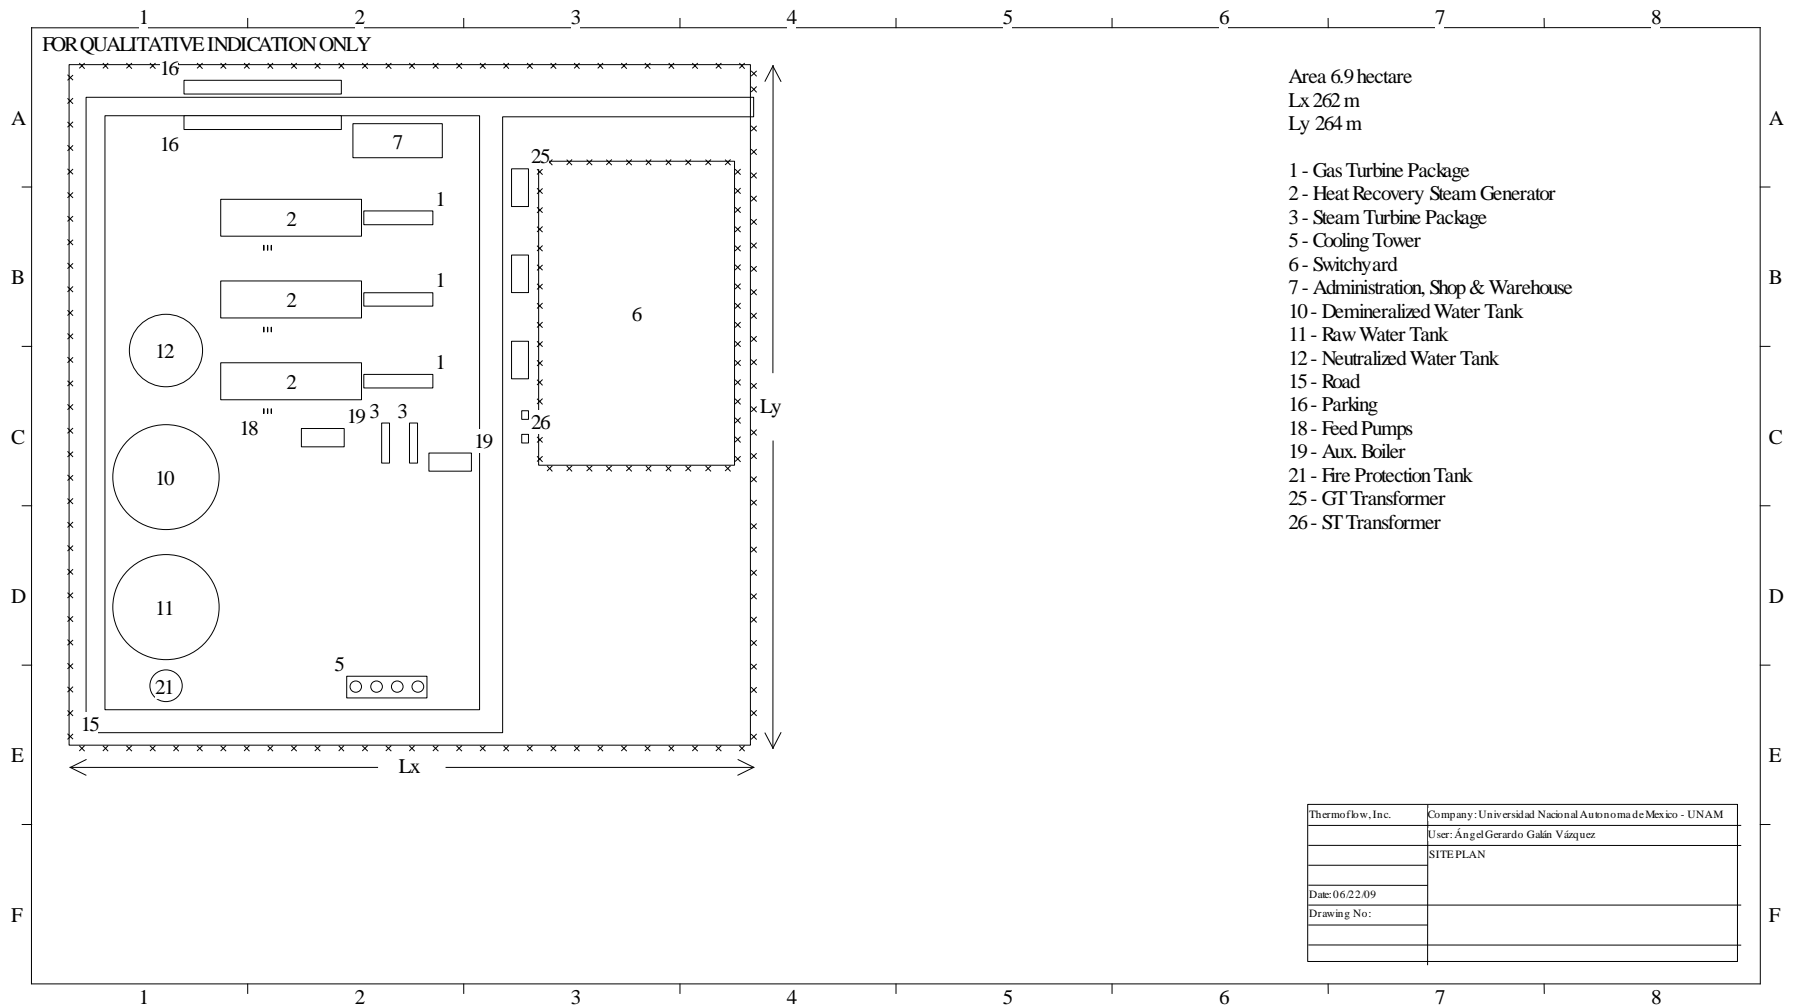 1 2 3 4 5 6 7 8
FOR QUALITATIVE INDICATION ONLY
16
Area 6.9 hectare
Lx 262 m
A
Ly 264 m
A
16
7
25
1 - Gas Turbine Package
2 - Heat Recovery Steam Generator
1
2
3 - Steam Turbine Package
5 - Cooling Tower
6 - Switchyard
B
1
B
7 - Administration, Shop & Warehouse
2
10 - Demineralized Water Tank
6
11 - Raw Water Tank
12
12 - Neutralized Water Tank
1
2
15 - Road
16 - Parking
Ly
19 3 3
18
26
18 - Feed Pumps
C
19
C
19 - Aux. Boiler
10
21 - Fire Protection Tank
25 - GT Transformer
26 - ST Transformer
D
D
11
5
21
15
E
E
Lx
Thermoflow, Inc.
Company: Universidad Nacional Autonoma de Mexico - UNAM
User: Ángel Gerardo Galán Vázquez
SITE PLAN
Date: 06/22/09
Drawing No:
F
F
1 2 3 4 5 6 7 8